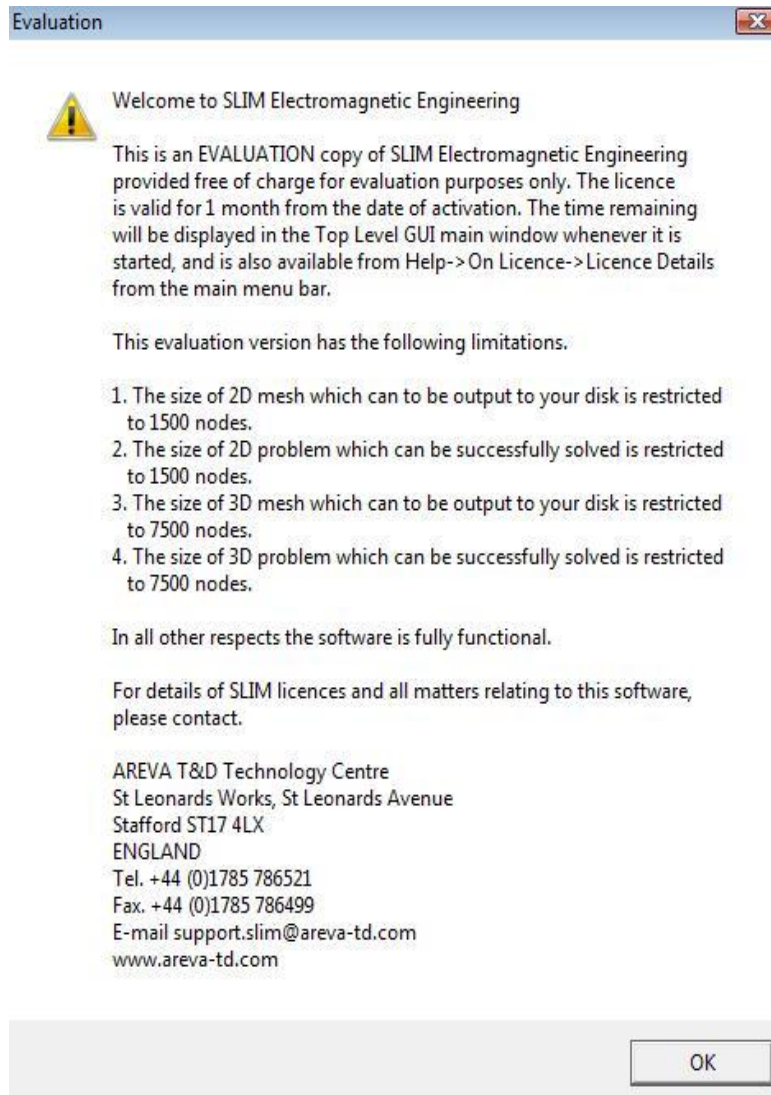 Evaluation
Welcome to SLIM Electromagnetic Engineering
This is an EVALUATION copy of SLIM Electromagnetic Engineering
provided free of charge for evaluation purposes only. The licence
is valid for 1 month from the date of activation. The time remaining
will be displayed in the Top Level GUI main window whenever it is
started, and is also available from Help->On Licence->Licence Details
from the main menu bar.
This evaluation version has the following limitations.
1. The size of 2D mesh which can to be output to your disk is restricted
to 1500 nodes.
2. The size of 2D problem which can be successfully solved is restricted
to 1500 nodes.
3. The size of 3D mesh which can to be output to your disk is restricted
to 7500 nodes.
4. The size of 3D problem which can be successfully solved is restricted
to 7500 nodes.
In all other respects the software is fully functional.
For details of SLIM licences and all matters relating to this software,
please contact.
AREVA T&D Technology Centre
St Leonards Works, St Leonards Avenue
Stafford ST17 4LX
ENGLAND
Tel. +44 (0)1785 786521
Fax. +44 (0)1785 786499
E-mail support.slim@areva-td.com
www.areva-td.com
OK